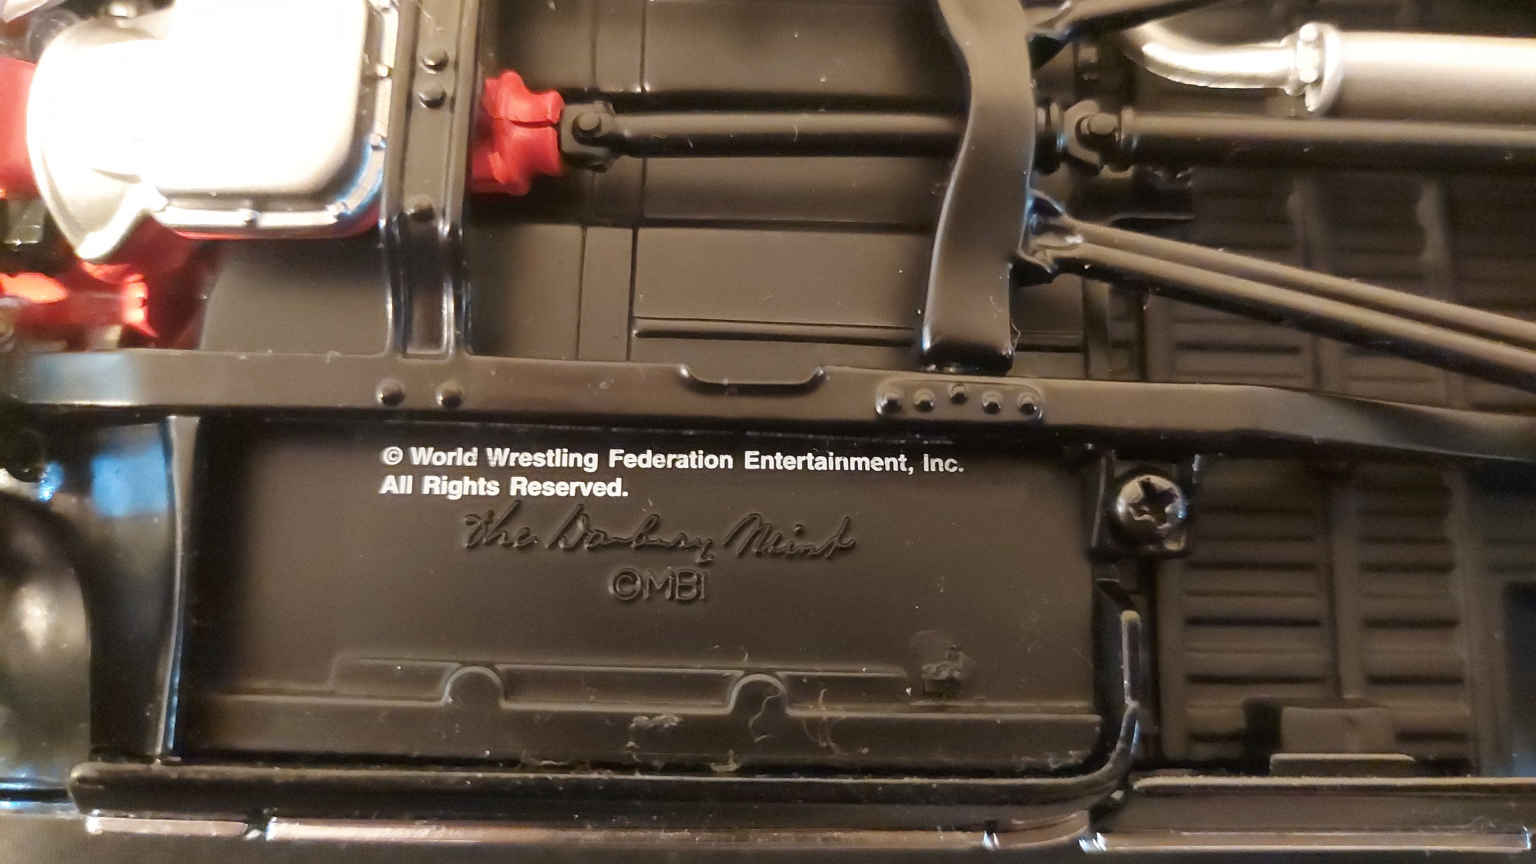 © World Wrestling Federation Entertainment, Inc.
All Rights Reserved.
The Danbury Mint
©MBI